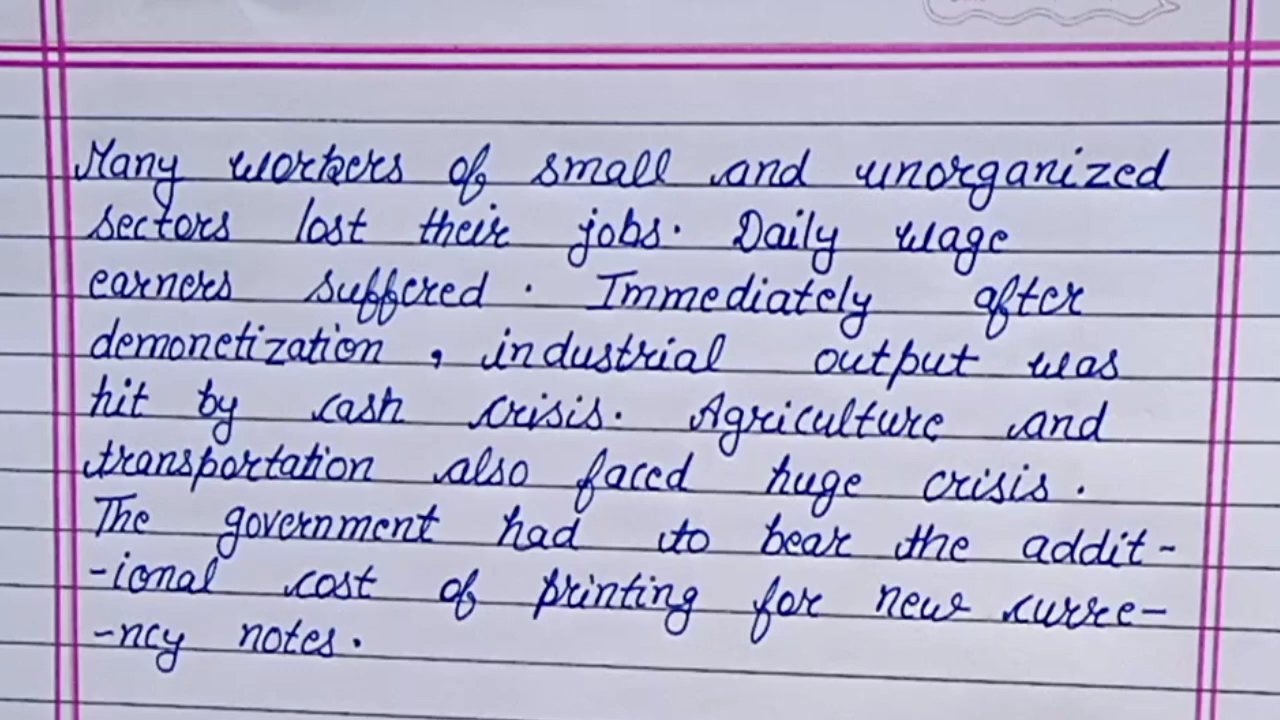 Many workers of small and unorganized
sectors lost their jobs. Daily wage
earners suffered. Immediately after
demonetization, industrial output was
hit by cash crisis. Agriculture and
transportation also faced huge crisis.
The government had to bear the addit-
-ional cost of printing for new curre-
-ncy notes.